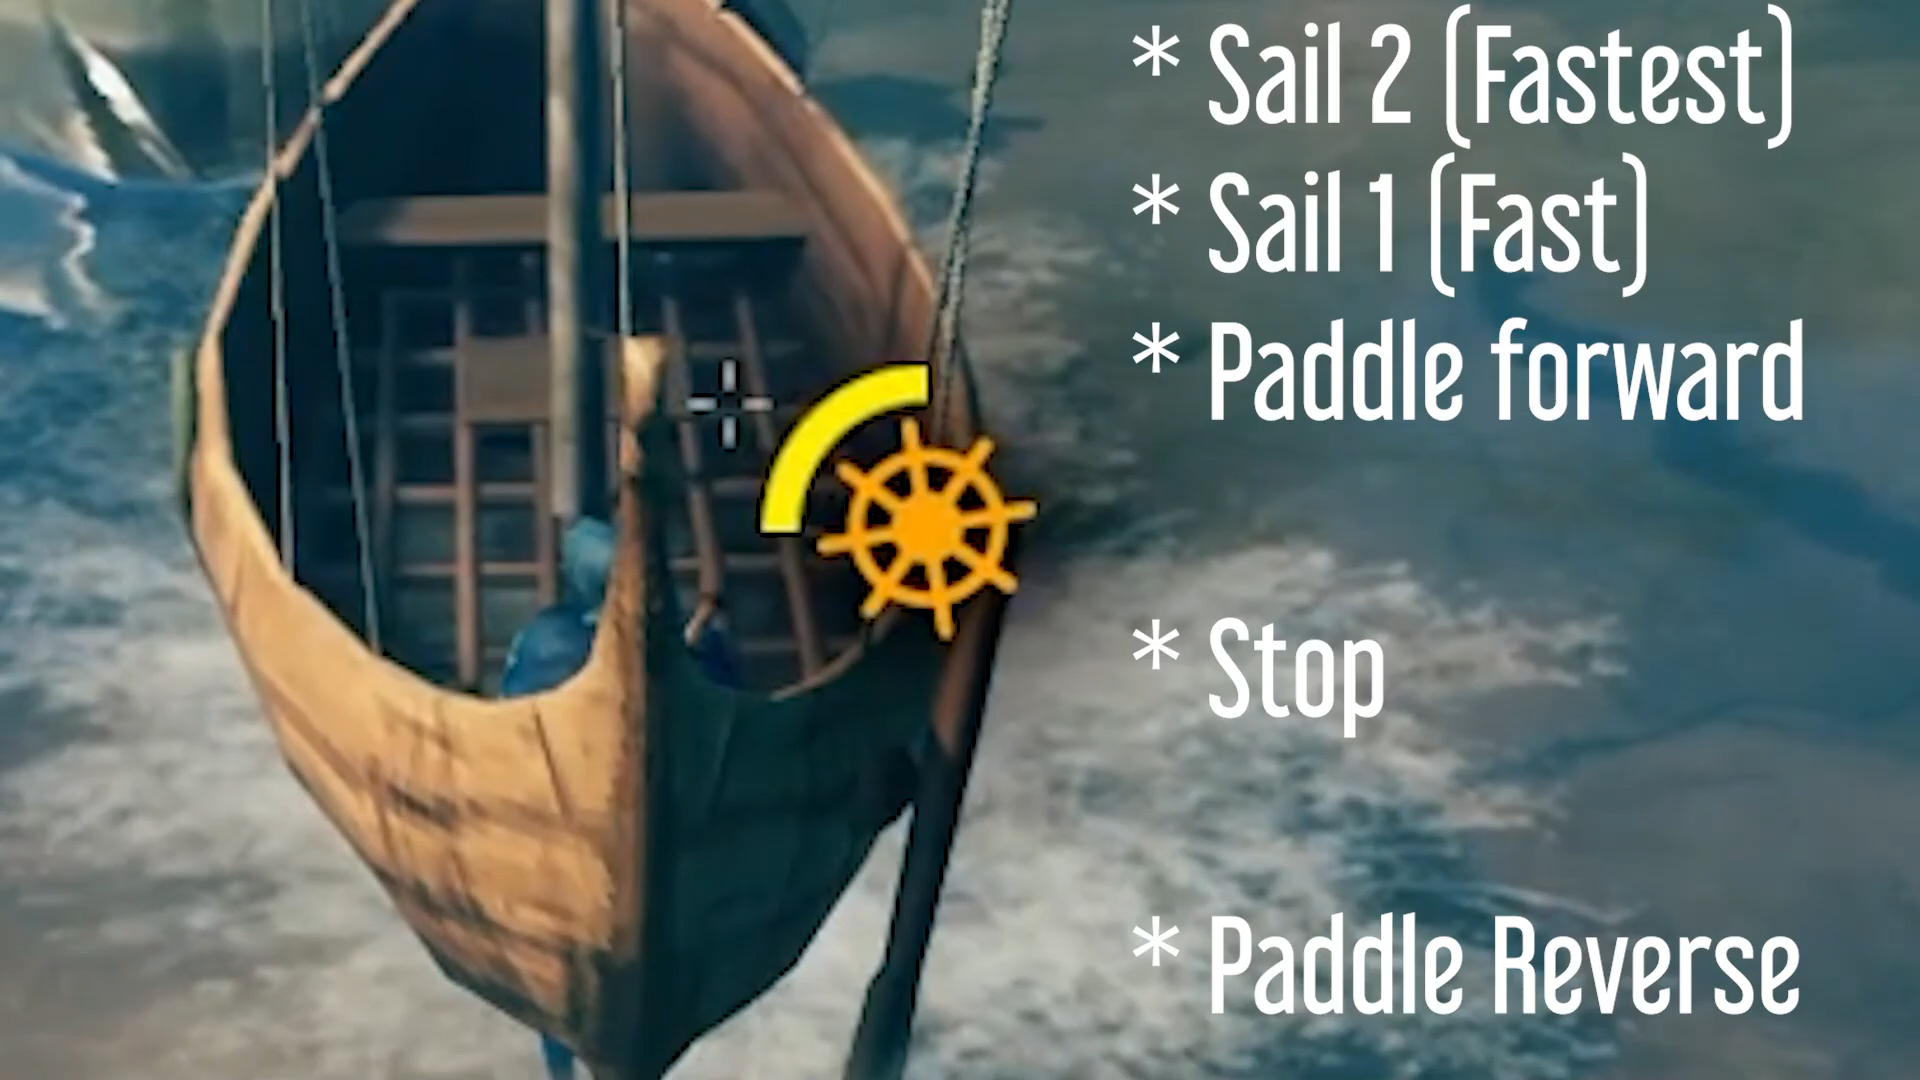 * Sail 2 (Fastest)
* Sail 1 (Fast)
* Paddle forward
* Stop
* Paddle Reverse